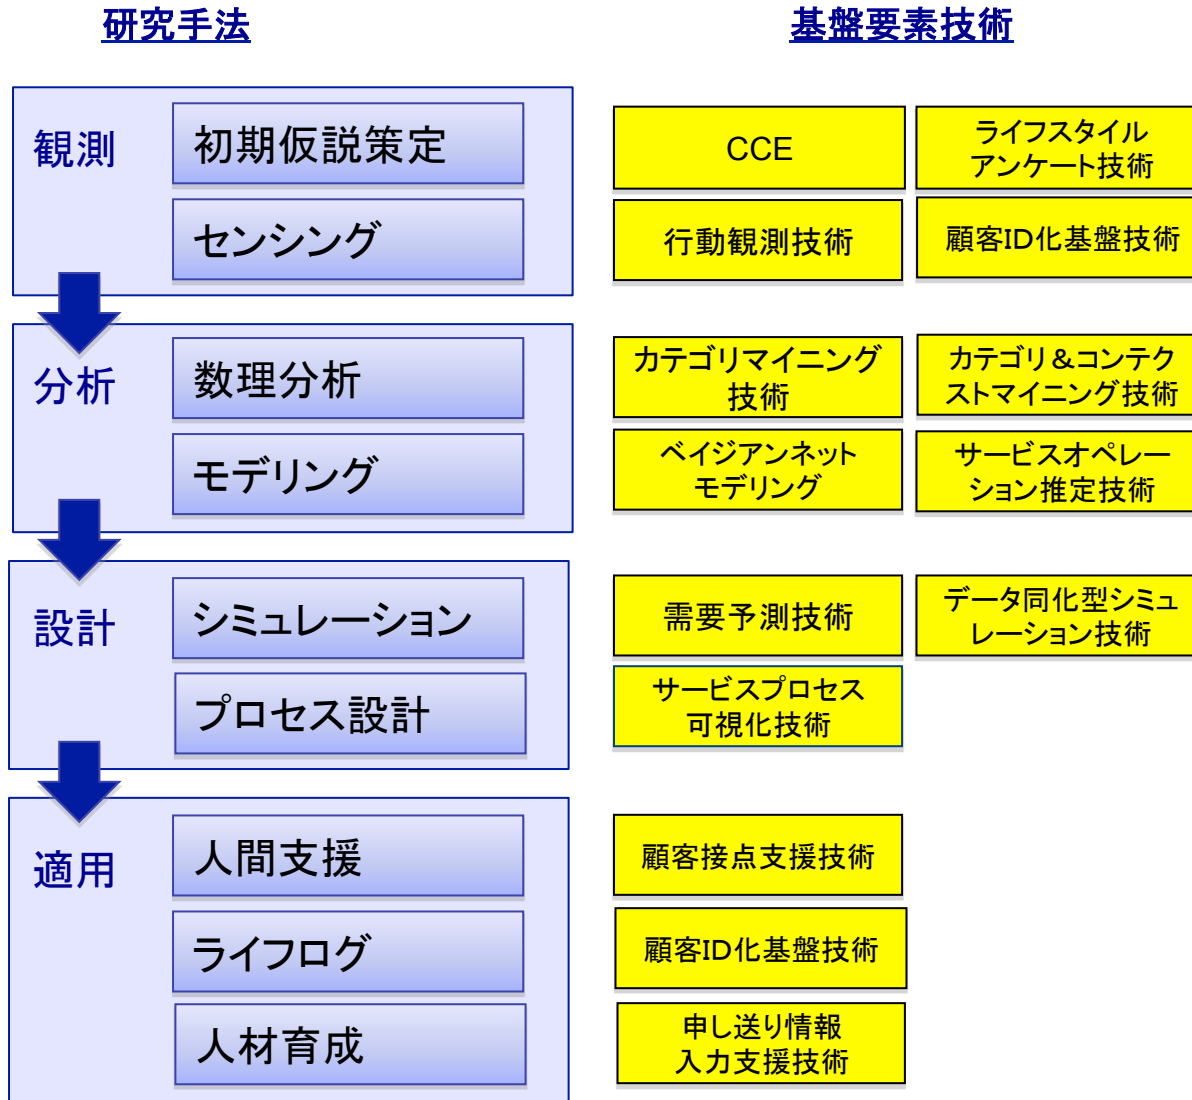 研究手法
基盤要素技術
観測
初期仮説策定
センシング
CCE
ライフスタイル
アンケート技術
行動観測技術
顧客ID化基盤技術
分析
数理分析
モデリング
カテゴリマイニング
技術
カテゴリ&コンテク
ストマイニング技術
ベイジアンネット
モデリング
サービスオペレー
ション推定技術
設計
シミュレーション
プロセス設計
需要予測技術
データ同化型シミュ
レーション技術
サービスプロセス
可視化技術
適用
人間支援
ライフログ
人材育成
顧客接点支援技術
顧客ID化基盤技術
申し送り情報
入力支援技術